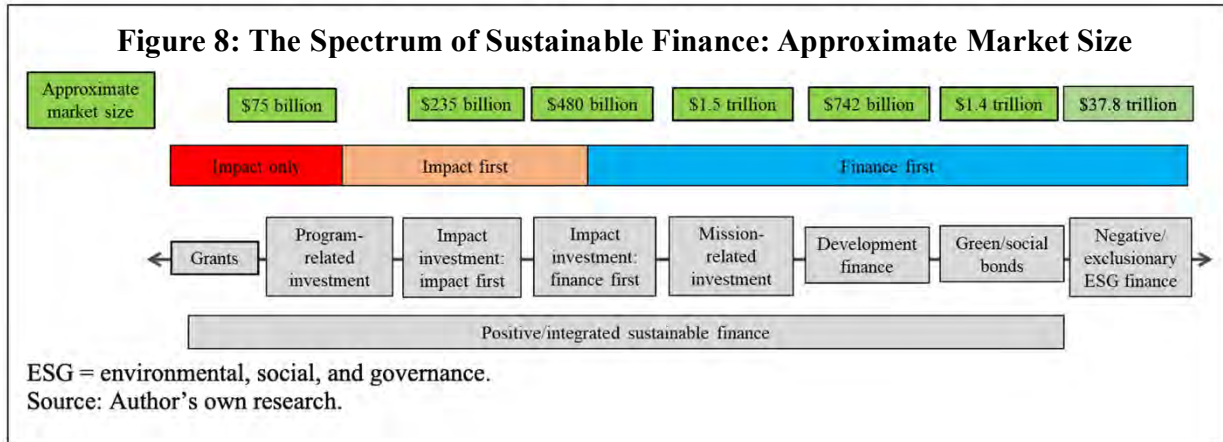 Figure 8: The Spectrum of Sustainable Finance: Approximate Market Size
Approximate
market size
$75 billion
$235 billion
$480 billion
$1.5 trillion
$742 billion
$1.4 trillion
$37.8 trillion
Impact only
Impact first
Finance first
Grants
Program-
related
investment
Impact
investment:
impact first
Impact
investment:
finance first
Mission-
related
investment
Development
finance
Green/social
bonds
Negative/
exclusionary
ESG finance
Positive/integrated sustainable finance
ESG = environmental, social, and governance.
Source: Author's own research.